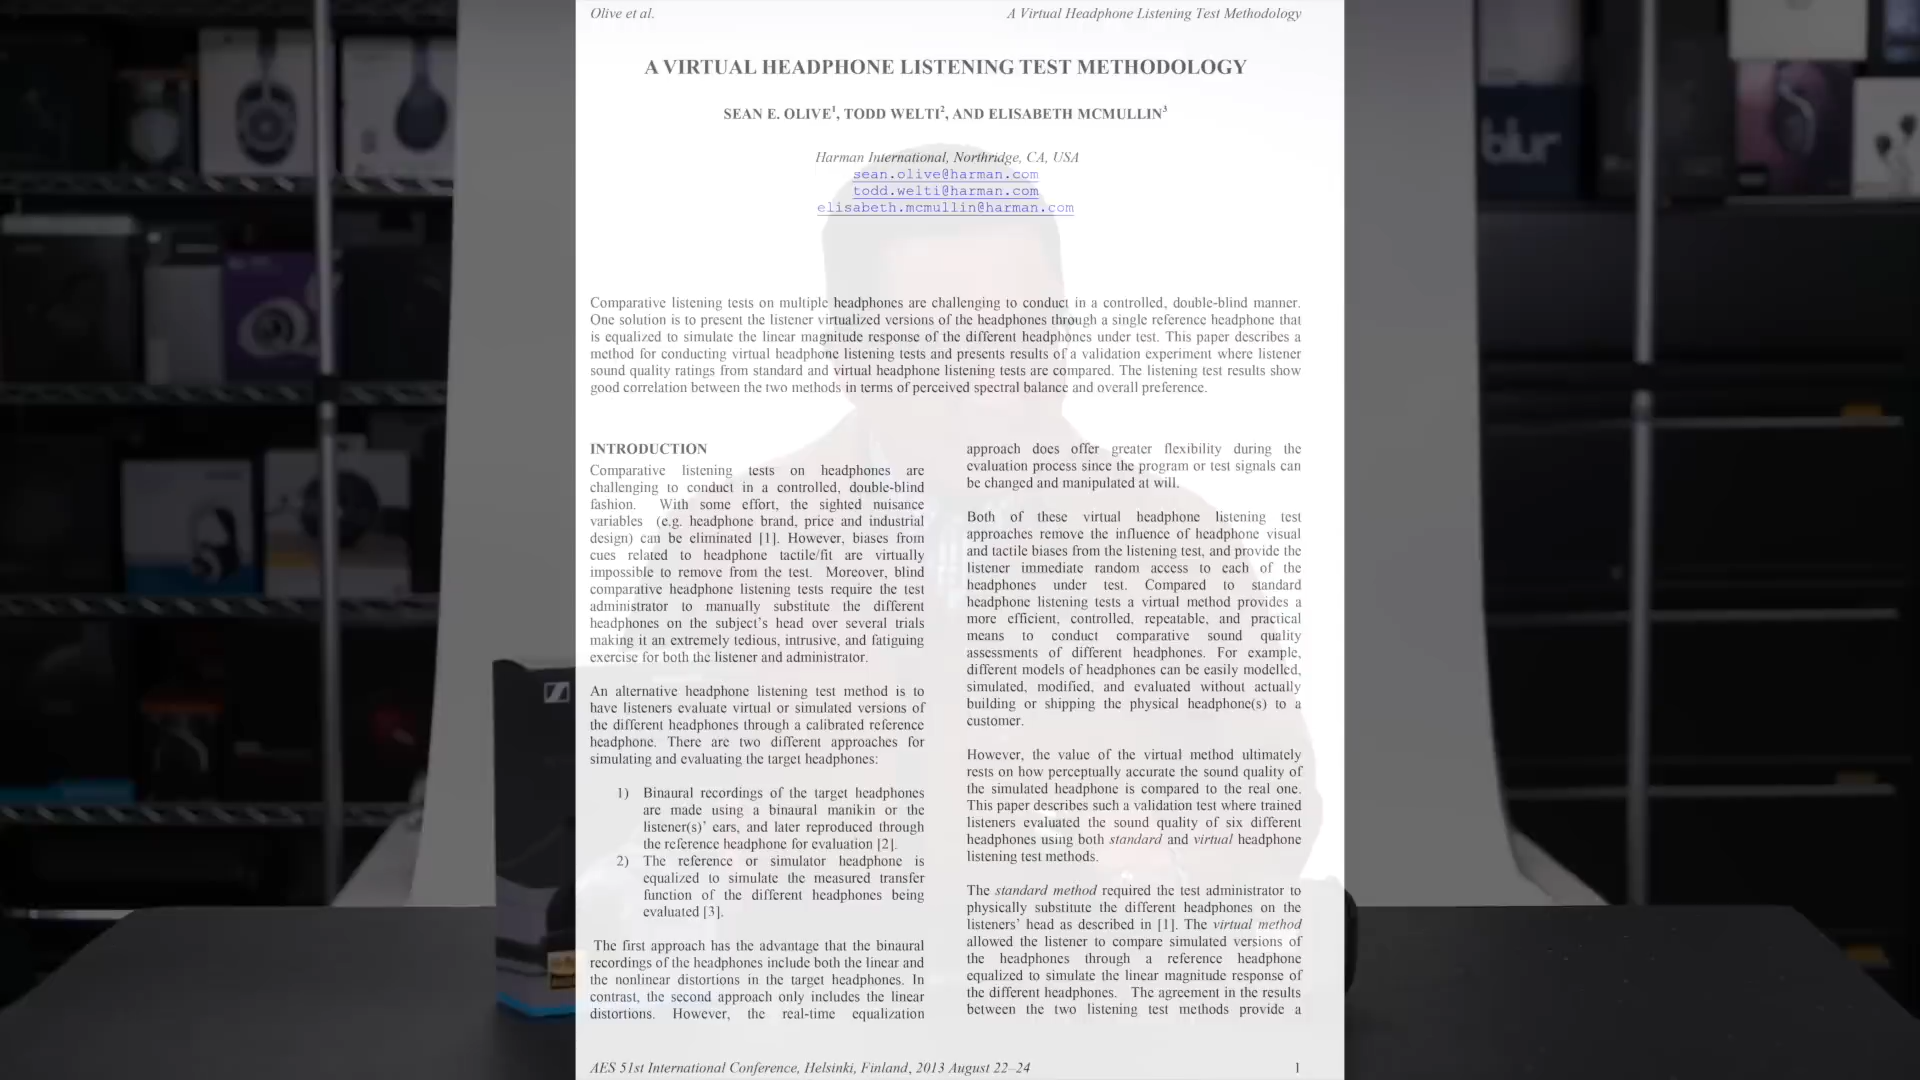 Olive et al.
A Virtual Headphone Listening Test Methodology
A VIRTUAL HEADPHONE LISTENING TEST METHODOLOGY
SEAN E. OLIVE1, TODD WELTI2, AND ELISABETH MCMULLIN3
Harman International, Northridge, CA, USA
sean.olive@harman.com
todd.welti@harman.com
elisabeth.mcmullin@harman.com
Comparative listening tests on multiple headphones are challenging to conduct in a controlled, double-blind manner.
One solution is to present the listener virtualized versions of the headphones through a single reference headphone that
is equalized to simulate the linear magnitude response of the different headphones under test. This paper describes a
method for conducting virtual headphone listening tests and presents results of a validation experiment where listener
sound quality ratings from standard and virtual headphone listening tests are compared. The listening test results show
good correlation between the two methods in terms of perceived spectral balance and overall preference.
INTRODUCTION
Comparative listening tests on headphones are
challenging to conduct in a controlled, double-blind
fashion. With some effort, the sighted nuisance
variables (e.g. headphone brand, price and industrial
design) can be eliminated [1]. However, biases from
cues related to headphone tactile/fit are virtually
impossible to remove from the test. Moreover, blind
comparative headphone listening tests require the test
administrator to manually substitute the different
headphones on the subject's head over several trials
making it an extremely tedious, intrusive, and fatiguing
exercise for both the listener and administrator.
An alternative headphone listening test method is to
have listeners evaluate virtual or simulated versions of
the different headphones through a calibrated reference
headphone. There are two different approaches for
simulating and evaluating the target headphones:
1) Binaural recordings of the target headphones
are made using a binaural manikin or the
listener(s)' ears, and later reproduced through
the reference headphone for evaluation [2].
2) The reference or simulator headphone is
equalized to simulate the measured transfer
function of the different headphones being
evaluated [3].
The first approach has the advantage that the binaural
recordings of the headphones include both the linear and
the nonlinear distortions in the target headphones. In
contrast, the second approach only includes the linear
distortions. However, the real-time equalization
approach does offer greater flexibility during the
evaluation process since the program or test signals can
be changed and manipulated at will.
Both of these virtual headphone listening test
approaches remove the influence of headphone visual
and tactile biases from the listening test, and provide the
listener immediate random access to each of the
headphones under test. Compared to standard
headphone listening tests a virtual method provides a
more efficient, controlled, repeatable, and practical
means to conduct comparative sound quality
assessments of different headphones. For example,
different models of headphones can be easily modelled,
simulated, modified, and evaluated without actually
building or shipping the physical headphone(s) to a
customer.
However, the value of the virtual method ultimately
rests on how perceptually accurate the sound quality of
the simulated headphone is compared to the real one.
This paper describes such a validation test where trained
listeners evaluated the sound quality of six different
headphones using both standard and virtual headphone
listening test methods.
The standard method required the test administrator to
physically substitute the different headphones on the
listeners' head as described in [1]. The virtual method
allowed the listener to compare simulated versions of
the headphones through a reference headphone
equalized to simulate the linear magnitude response of
the different headphones. The agreement in the results
between the two listening test methods provide a
AES 51st International Conference, Helsinki, Finland, 2013 August 22–24
1
blur